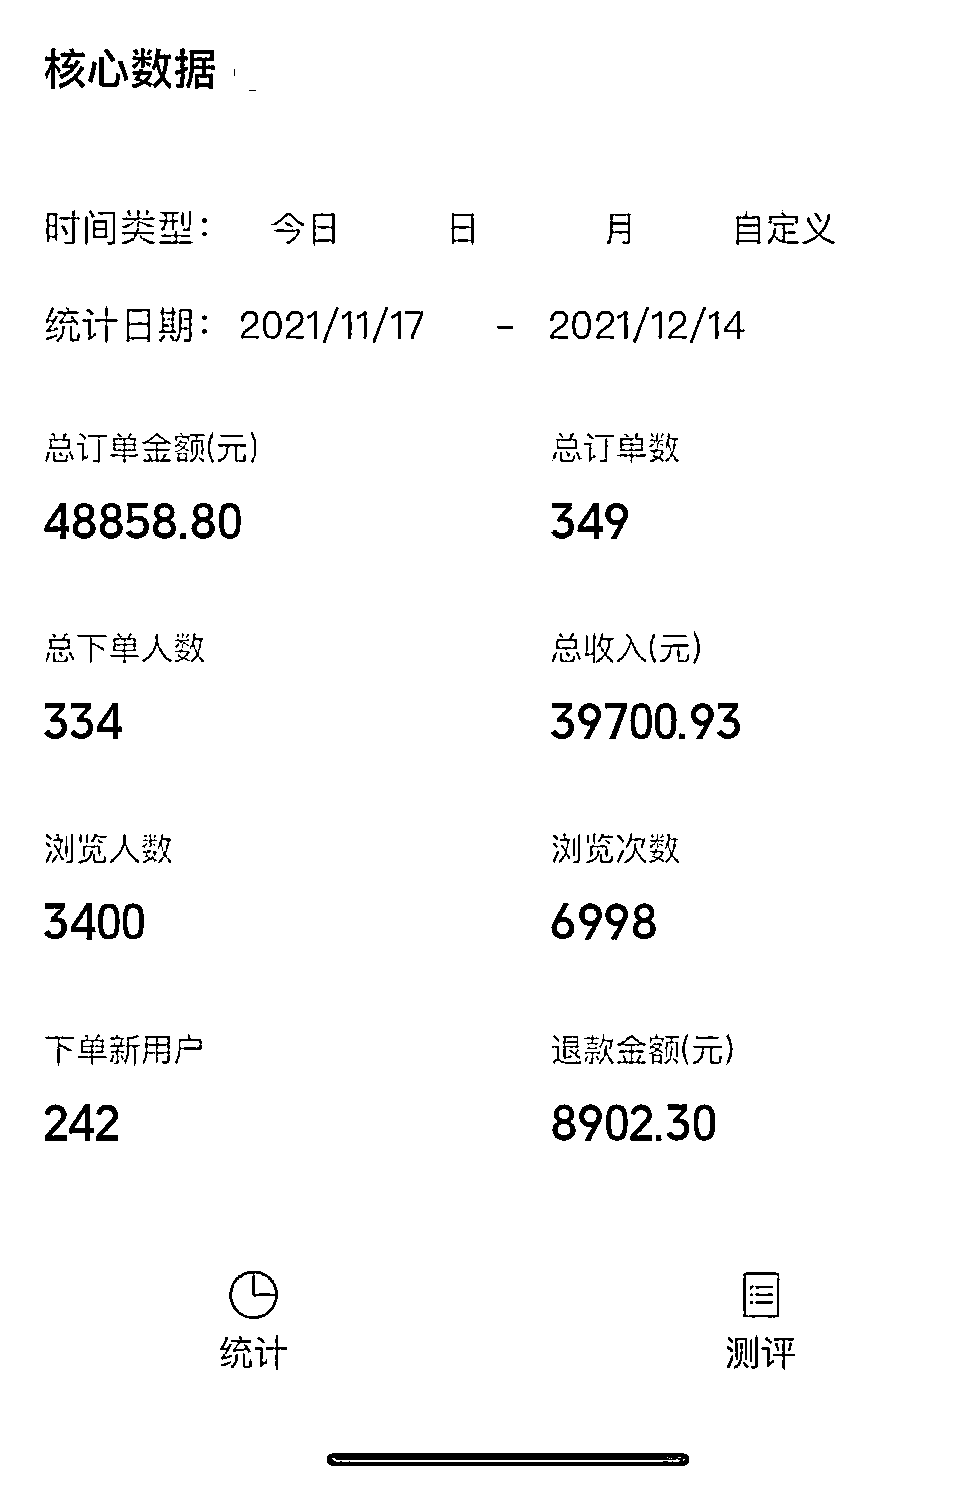 核心数据
时间类型： 今日 日 月 自定义
统计日期： 2021/11/17 - 2021/12/14
总订单金额(元) 总订单数
48858.80 349
总下单人数 总收入(元)
334 39700.93
浏览人数 浏览次数
3400 6998
下单新用户 退款金额(元)
242 8902.30
统计 测评